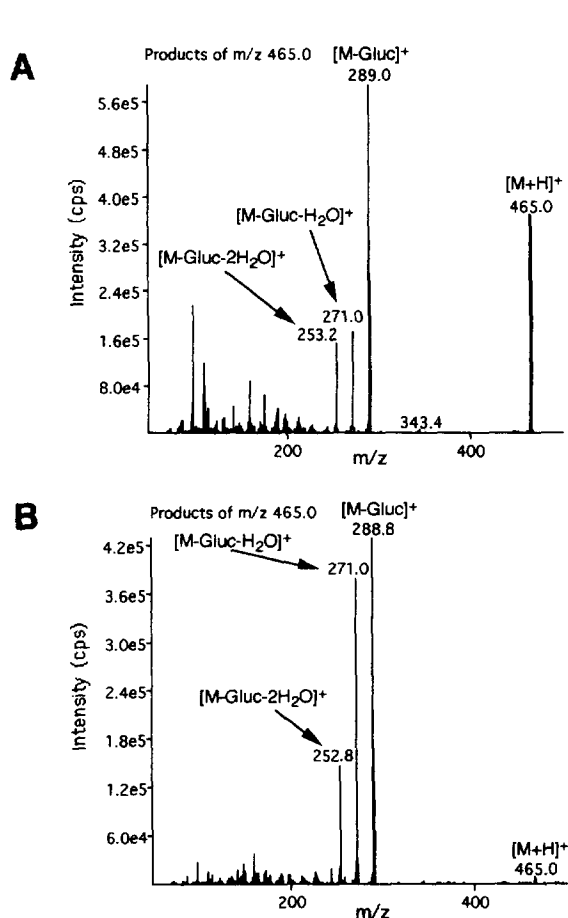 A
Products of m/z 465.0
[M-Gluc]+
289.0
5.6e5
4.8e5
4.0e5
3.2e5
2.4e5
1.6e5
8.0e4
Intensity (cps)
[M+H]+
465.0
[M-Gluc-H₂O]+
[M-Gluc-2H₂O]+
271.0
253.2
343.4
200
400
m/z
B
Products of m/z 465.0
[M-Gluc]+
288.8
[M-Gluc-H₂O]+
271.0
4.2e5
3.6e5
3.0e5
2.4e5
1.8e5
1.2e5
6.0e4
Intensity (cps)
[M-Gluc-2H₂O]+
252.8
[M+H]+
465.0
200
400
m/z